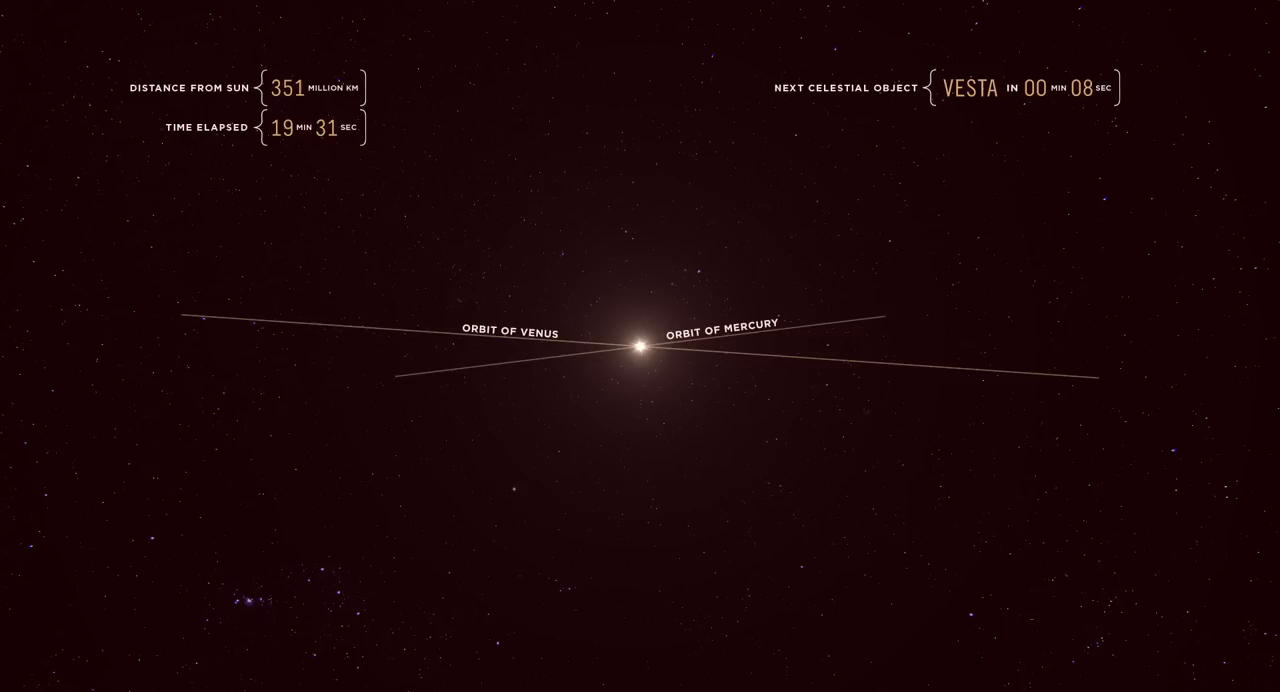 DISTANCE FROM SUN 351 MILLION KM
TIME ELAPSED 19 MIN 31 SEC
NEXT CELESTIAL OBJECT VESTA IN 00 MIN 08 SEC
ORBIT OF VENUS
ORBIT OF MERCURY